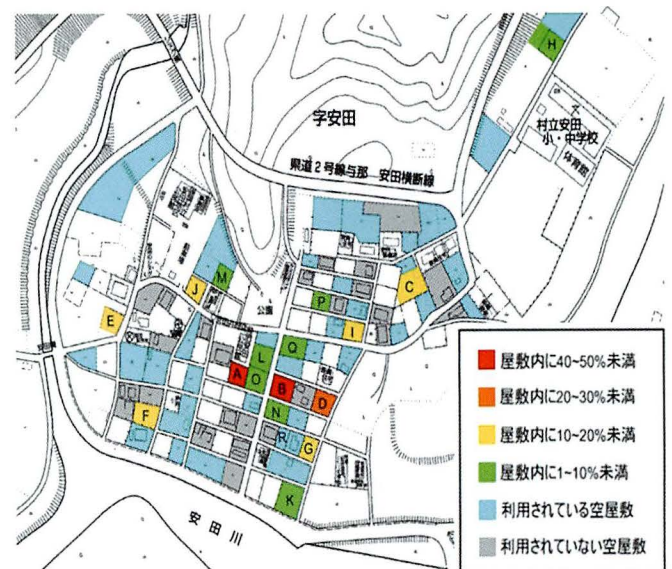 H
字安田
村立安田
小・中学校
体育館
県道2号線与那 安田横断線
M
J
C
公園
P
E
I
L
Q
A
O
B
D
F
N
R
G
K
安田川
屋敷内に40~50%未満
屋敷内に20~30%未満
屋敷内に10~20%未満
屋敷内に1~10%未満
利用されている空屋敷
利用されていない空屋敷